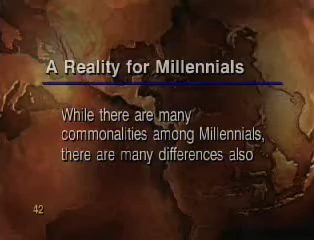 A Reality for Millennials
While there are many
commonalities among Millennials,
there are many differences also
42